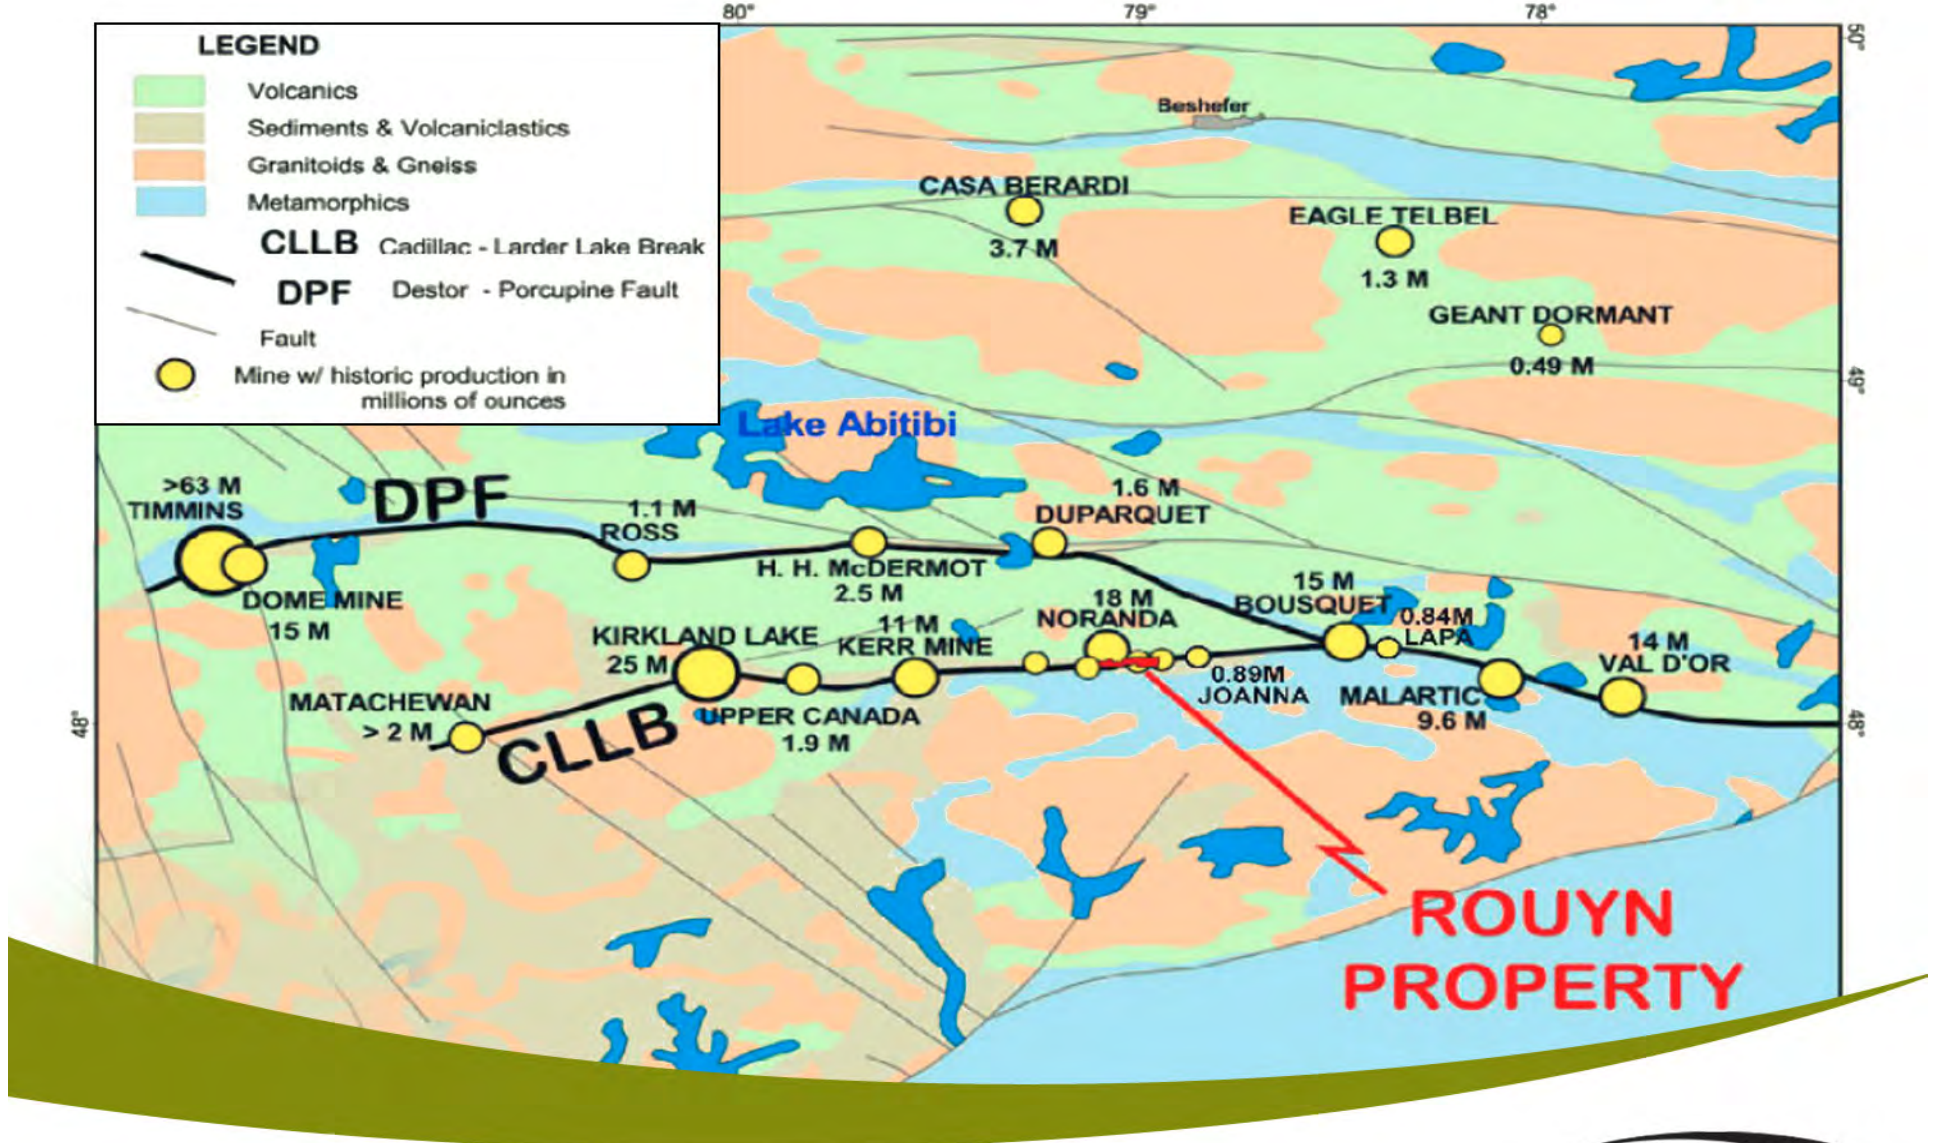 80°
79°
78°
50°
49°
48°
48°
LEGEND
Volcanics
Sediments & Volcaniclastics
Granitoids & Gneiss
Metamorphics
CLLB Cadillac - Larder Lake Break
DPF Destor - Porcupine Fault
Fault
Mine w/ historic production in
millions of ounces
Beshefer
CASA BERARDI
3.7 M
EAGLE TELBEL
1.3 M
GEANT DORMANT
0.49 M
Lake Abitibi
>63 M
TIMMINS
DPF
1.1 M
ROSS
1.6 M
DUPARQUET
H. H. McDERMOT
2.5 M
DOME MINE
15 M
KIRKLAND LAKE
25 M
11 M
KERR MINE
18 M
NORANDA
15 M
BOUSQUET
0.84M
LAPA
14 M
VAL D'OR
0.89M
JOANNA
MALARTIC
9.6 M
MATACHEWAN
> 2 M
CLLB
UPPER CANADA
1.9 M
ROUYN
PROPERTY